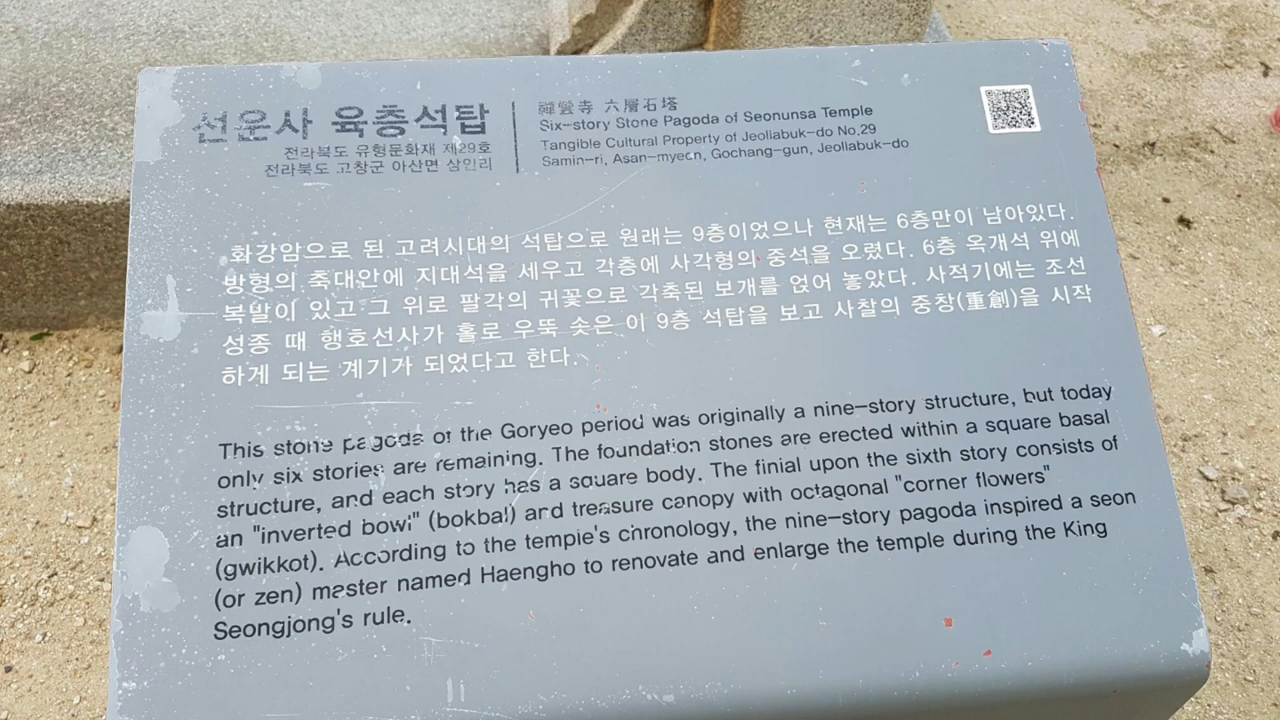 선운사 육층석탑
전라북도 유형문화재 제29호
전라북도 고창군 아산면 삼인리
禪雲寺 六層石塔
Six-story Stone Pagoda of Seonunsa Temple
Tangible Cultural Property of Jeollabuk-do No.29
Samin-ri, Asan-myeon, Gochang-gun, Jeollabuk-do
화강암으로 된 고려시대의 석탑으로 원래는 9층이었으나 현재는 6층만이 남아있다.
방형의 축대안에 지대석을 세우고 각층에 사각형의 중석을 오렸다. 6층 옥개석 위에
복발이 있고 그 위로 팔각의 귀꽃으로 각축된 보개를 얹어 놓았다. 사적기에는 조선
성종 때 행호선사가 홀로 우뚝 솟은 이 9층 석탑을 보고 사찰의 중창(重創)을 시작
하게 되는 계기가 되었다고 한다.
This stone pagoda of the Goryeo period was originally a nine-story structure, but today
only six stories are remaining. The foundation stones are erected within a square basal
structure, and each story has a square body. The finial upon the sixth story consists of
an "inverted bowl" (bokbal) and treasure canopy with octagonal "corner flowers"
(gwikkot). According to the temple's chronology, the nine-story pagoda inspired a seon
(or zen) master named Haengho to renovate and enlarge the temple during the King
Seongjong's rule.